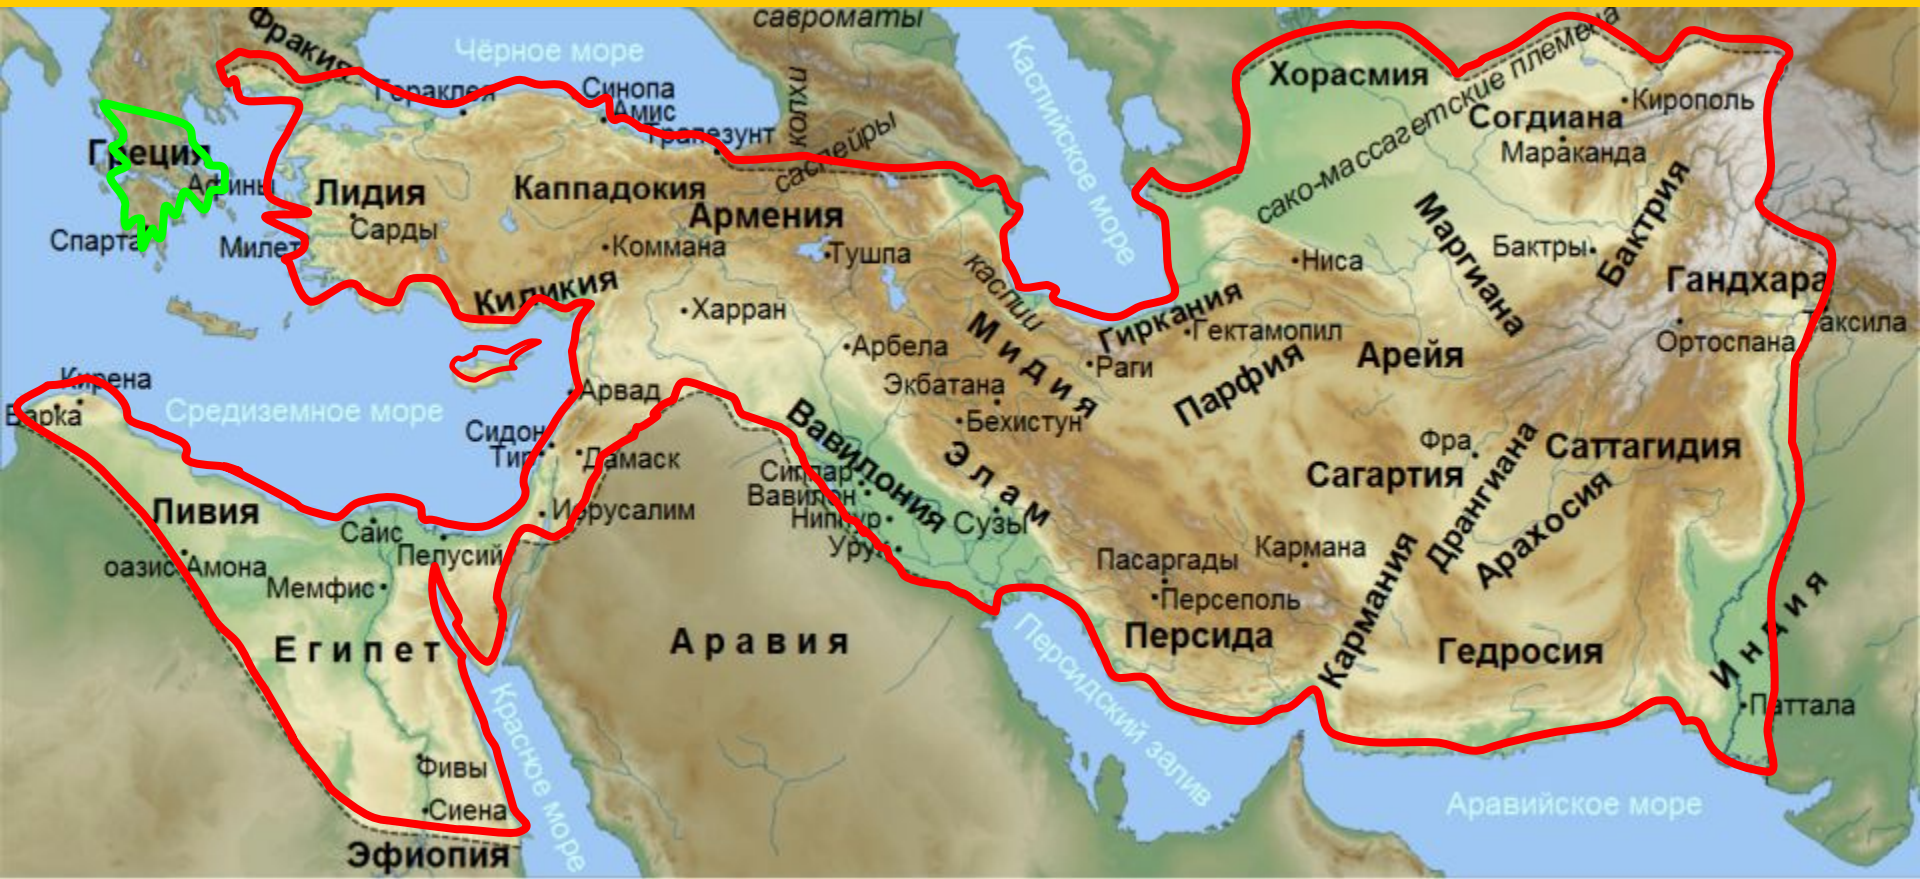 савроматы
Фракия
Чёрное море
Каспийское море
сако-массагетские племена
Хорасмия
Гераклея
Синопа
Амис
Трапезунт
колхи
саспейры
Согдиана
Кирополь
Мараканда
Греция
Афины
Спарта
Милет
Лидия
Сарды
Каппадокия
Армения
Коммана
Тушпа
каспии
Ниса
Маргиана
Бактры
Бактрия
Гандхара
Киликия
Харран
Арбела
Мидия
Гиркания
Гектамопил
Раги
Парфия
Арейя
Ортоспана
Таксила
Кирена
Барка
Средиземное море
Арвад
Экбатана
Бехистун
Сидон
Тир
Дамаск
Вавилония
Элам
Фра
Саттагидия
Сагартия
Дрангиана
Арахосия
Сиппар
Вавилон
Ниппур
Урук
Сузы
Ливия
Иерусалим
Саис
Пелусий
оазис Амона
Мемфис
Пасаргады
Кармана
Персеполь
Персида
Кармания
Гедросия
Индия
Египет
Аравия
Персидский залив
Красное море
Паттала
Фивы
Сиена
Аравийское море
Эфиопия